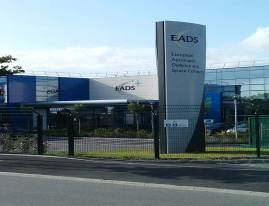 EADS
European
Aeronautic
Defence and
Space Company
EADS